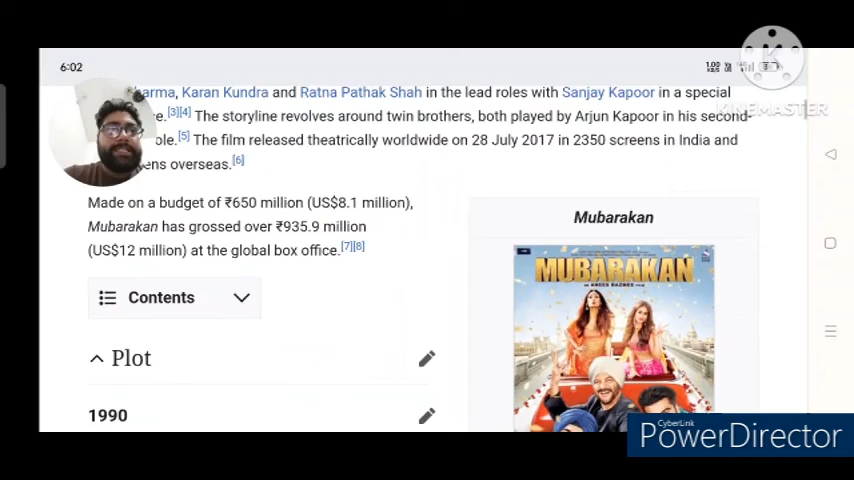 6:02
1.00
KINEMASTER
arma, Karan Kundra and Ratna Pathak Shah in the lead roles with Sanjay Kapoor in a special
e.[3][4] The storyline revolves around twin brothers, both played by Arjun Kapoor in his second-
ole.[5] The film released theatrically worldwide on 28 July 2017 in 2350 screens in India and
ens overseas.[6]
Made on a budget of ₹650 million (US$8.1 million),
Mubarakan has grossed over ₹935.9 million
(US$12 million) at the global box office.[7][8]
Contents
Plot
1990
Mubarakan
MUBARAKAN
CyberLink
PowerDirector